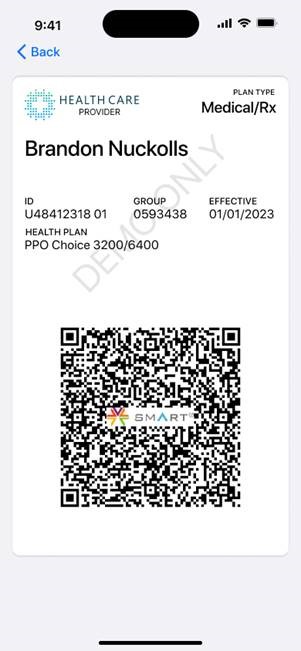 9:41
Back
HEALTH CARE
PROVIDER
PLAN TYPE
Medical/Rx
Brandon Nuckolls
DEMO ONLY
ID
U48412318 01
GROUP
0593438
EFFECTIVE
01/01/2023
HEALTH PLAN
PPO Choice 3200/6400
SMART